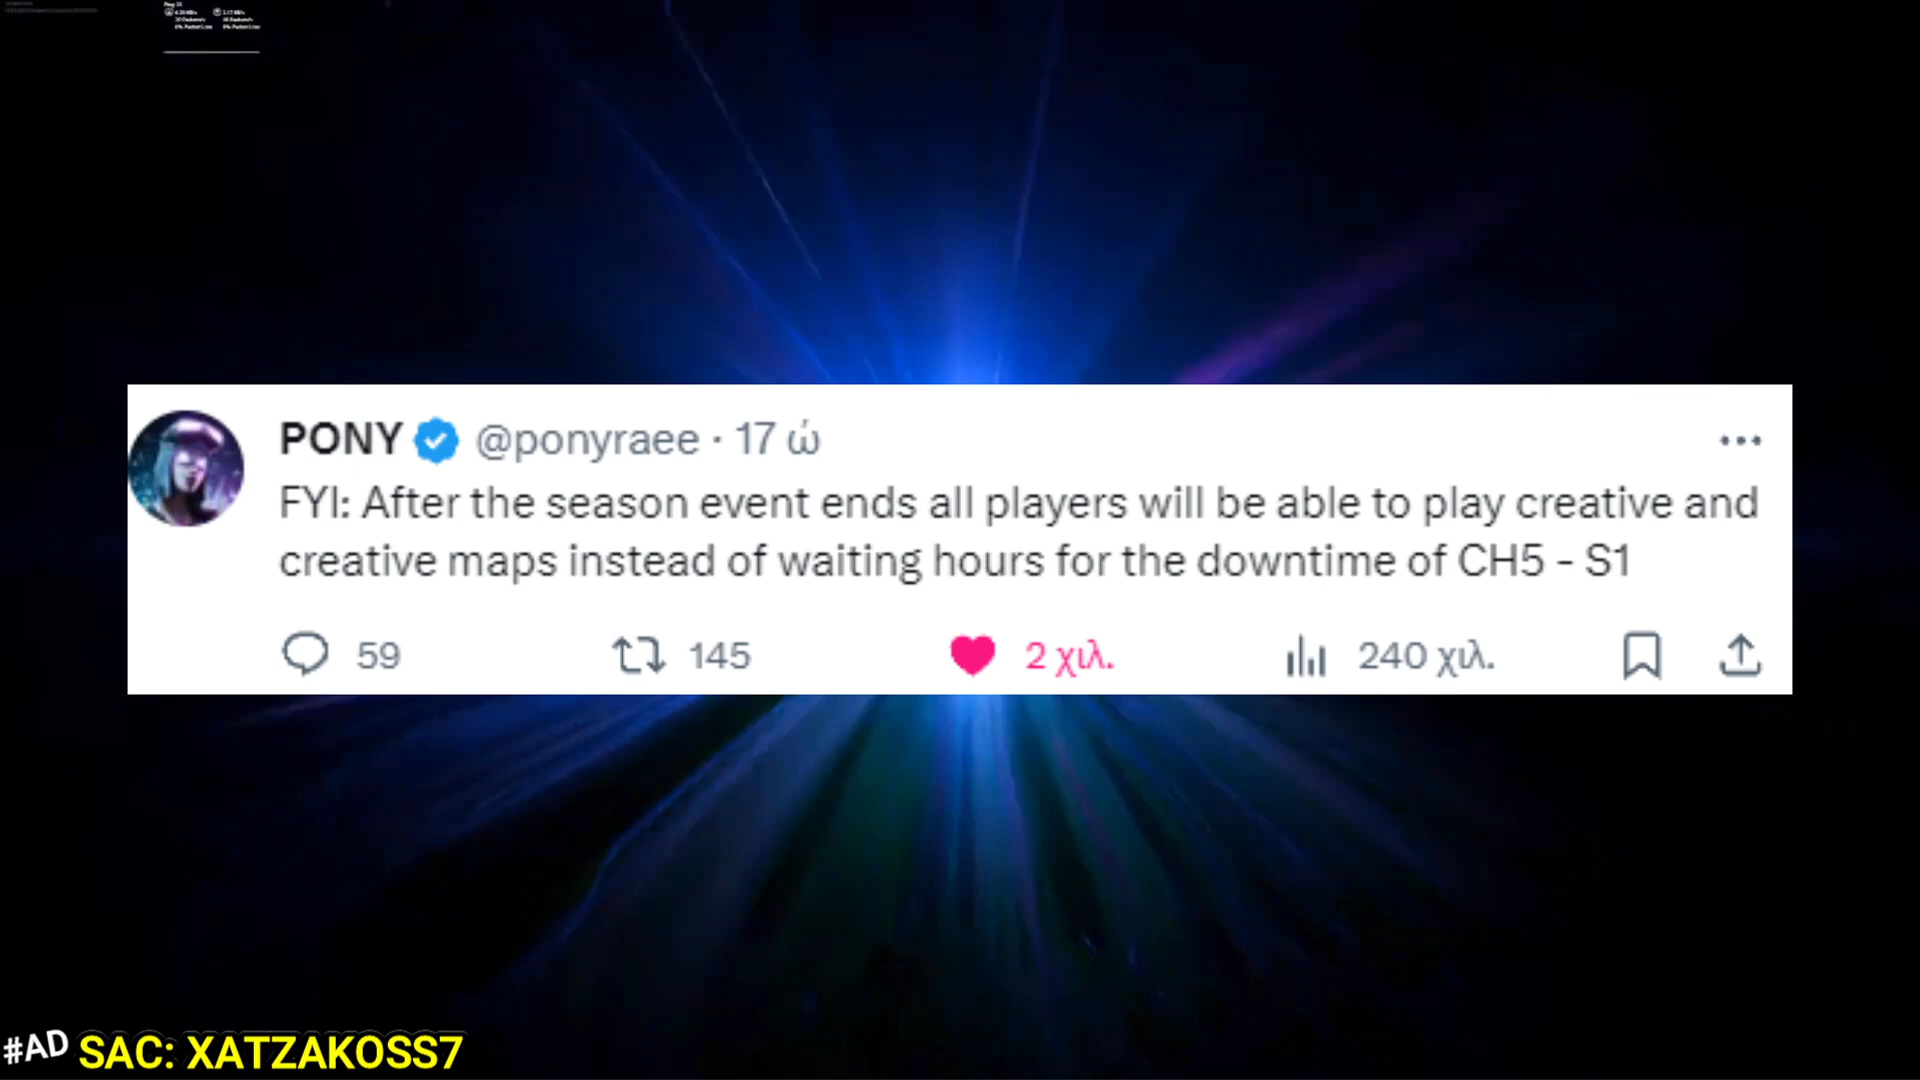 PONY @ponyraee · 17 ώ
FYI: After the season event ends all players will be able to play creative and
creative maps instead of waiting hours for the downtime of CH5 - S1
59 145 2 χιλ. 240 χιλ.
#AD SAC: XATZAKOSS7